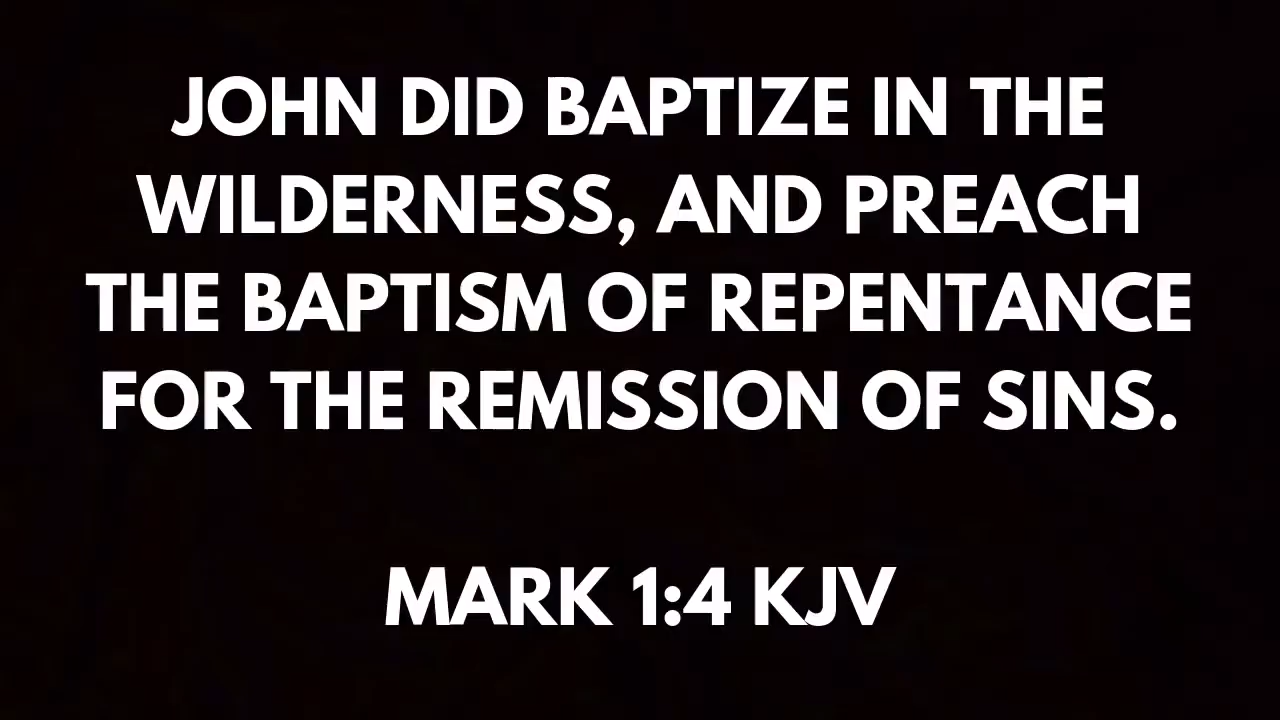 JOHN DID BAPTIZE IN THE
WILDERNESS, AND PREACH
THE BAPTISM OF REPENTANCE
FOR THE REMISSION OF SINS.
MARK 1:4 KJV